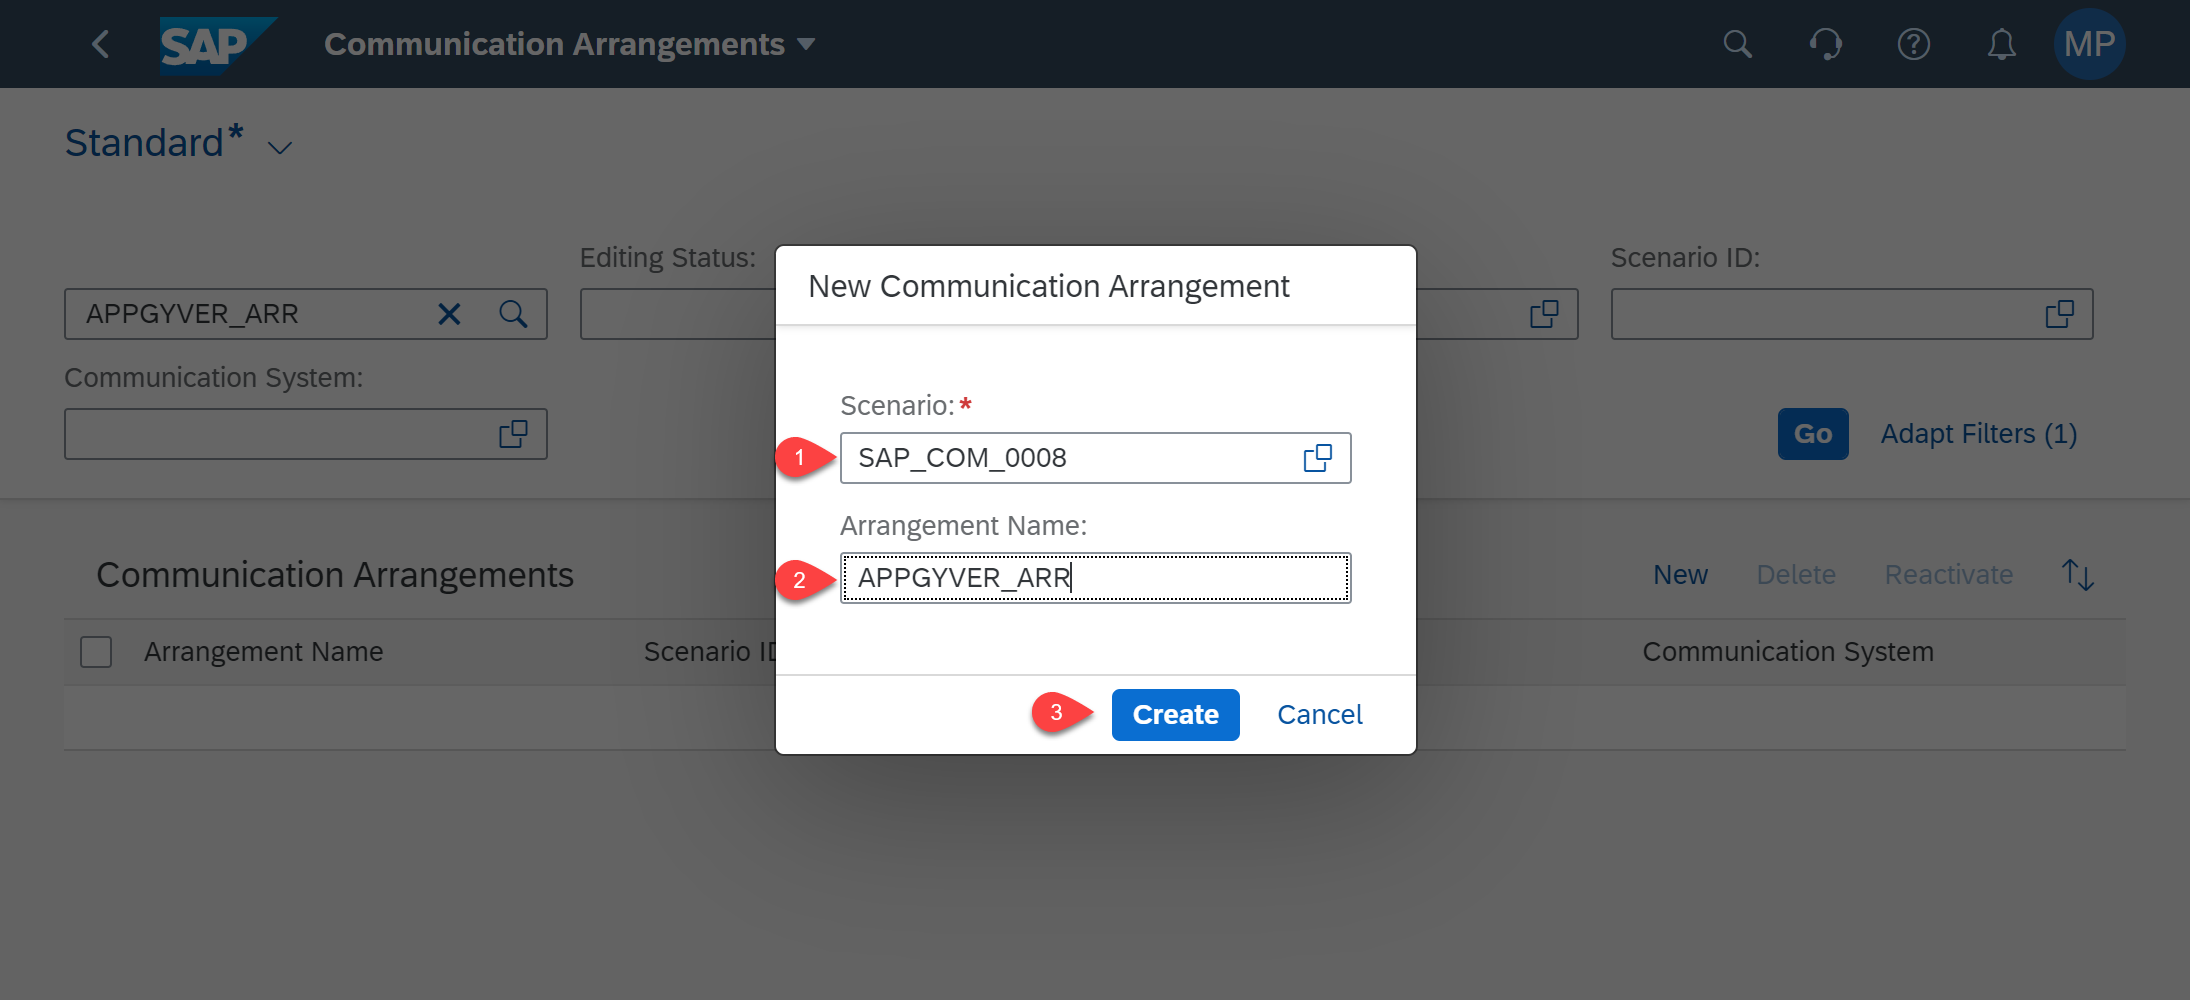 SAP Communication Arrangements MP
Standard*
Editing Status: Scenario ID:
APPGYVER_ARR
Communication System:
Go Adapt Filters (1)
New Communication Arrangement
Scenario:*
1 SAP_COM_0008
Arrangement Name:
2 APPGYVER_ARR
3 Create Cancel
Communication Arrangements New Delete Reactivate
Arrangement Name Scenario ID Communication System